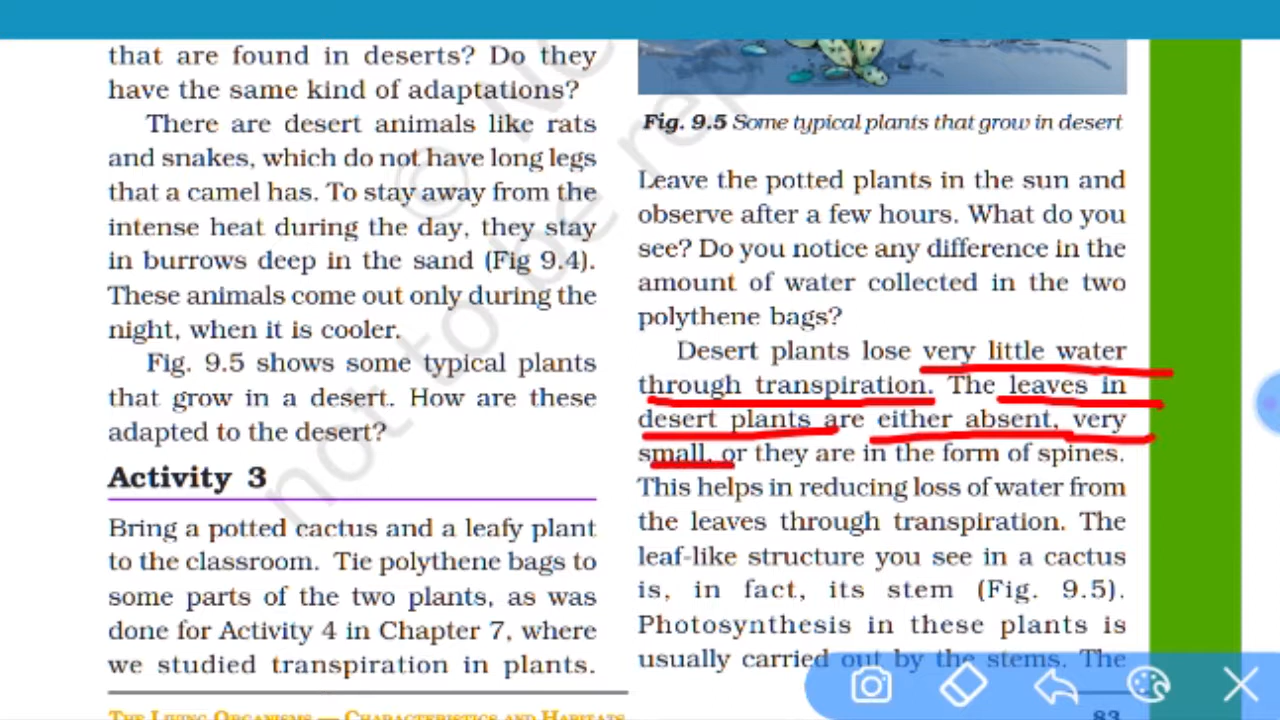 that are found in deserts? Do they
have the same kind of adaptations?
There are desert animals like rats
and snakes, which do not have long legs
that a camel has. To stay away from the
intense heat during the day, they stay
in burrows deep in the sand (Fig 9.4).
These animals come out only during the
night, when it is cooler.
Fig. 9.5 shows some typical plants
that grow in a desert. How are these
adapted to the desert?
Activity 3
Bring a potted cactus and a leafy plant
to the classroom. Tie polythene bags to
some parts of the two plants, as was
done for Activity 4 in Chapter 7, where
we studied transpiration in plants.
Fig. 9.5 Some typical plants that grow in desert
Leave the potted plants in the sun and
observe after a few hours. What do you
see? Do you notice any difference in the
amount of water collected in the two
polythene bags?
Desert plants lose very little water
through transpiration. The leaves in
desert plants are either absent, very
small, or they are in the form of spines.
This helps in reducing loss of water from
the leaves through transpiration. The
leaf-like structure you see in a cactus
is, in fact, its stem (Fig. 9.5).
Photosynthesis in these plants is
usually carried out by the stems. The
The Living Organisms — Characteristics and Habitats
83
© 
not to be rep